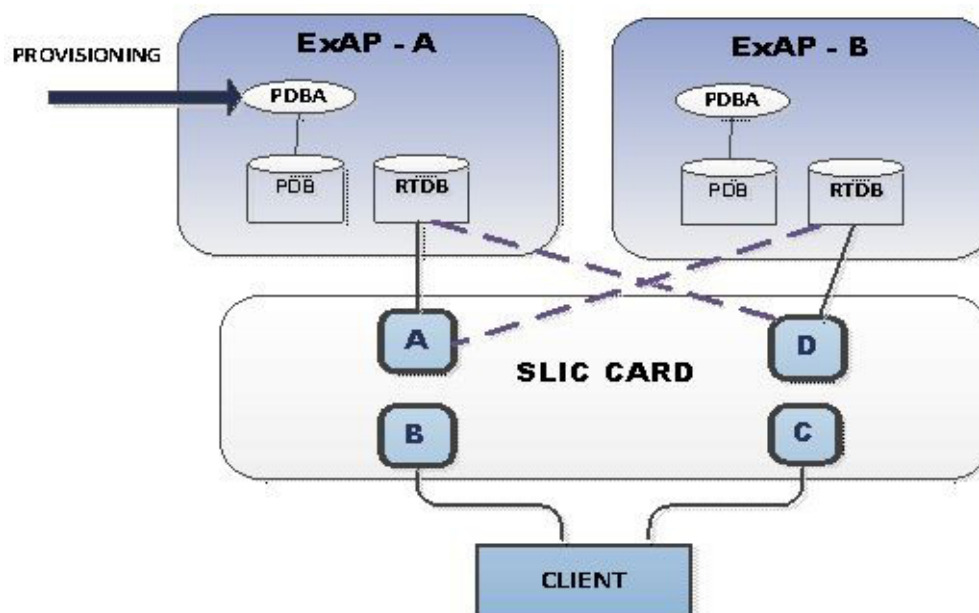 ExAP - A
ExAP - B
PROVISIONING
PDBA
PDBA
PDB
RTDB
PDB
RTDB
A
D
SLIC CARD
B
C
CLIENT